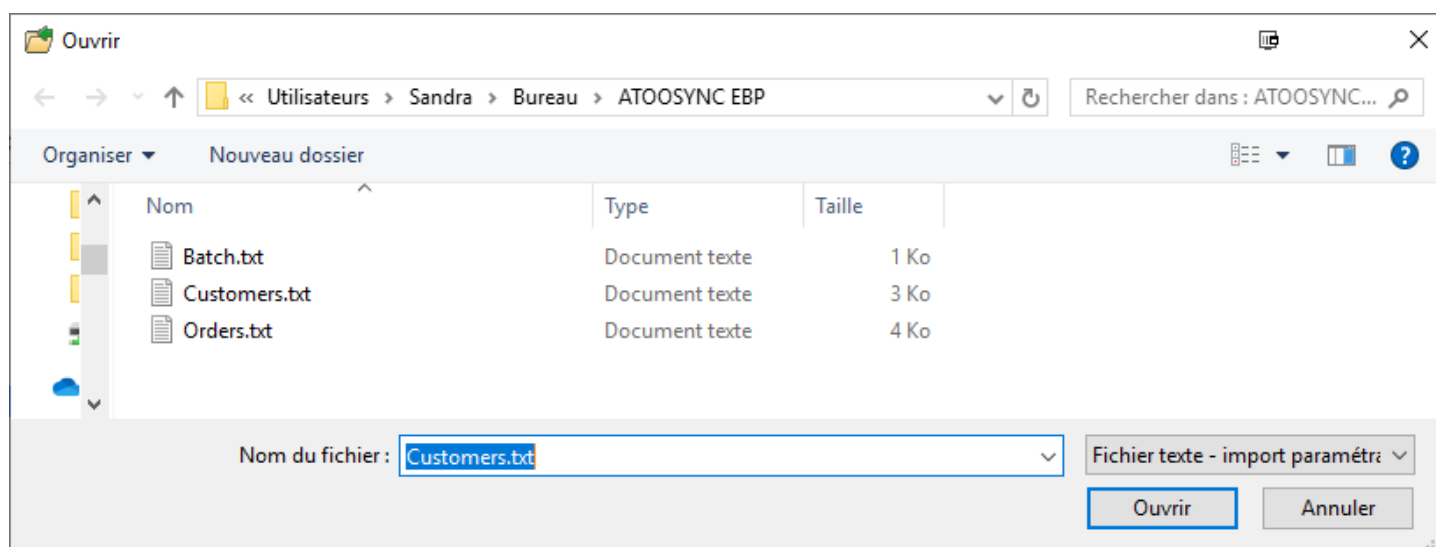 Ouvrir
« Utilisateurs > Sandra > Bureau > ATOOSYNC EBP
Rechercher dans : ATOOSYNC...
Organiser Nouveau dossier
?
Nom Type Taille
Batch.txt Document texte 1 Ko
Customers.txt Document texte 3 Ko
Orders.txt Document texte 4 Ko
Nom du fichier : Customers.txt Fichier texte - import paramétra
Ouvrir Annuler